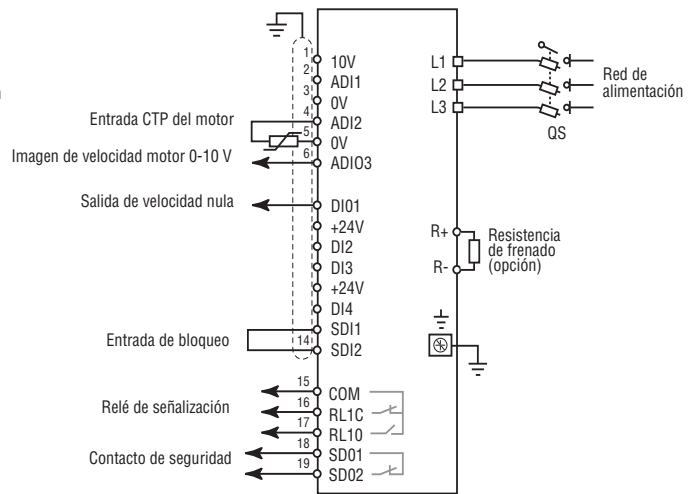 1 10V
2 ADI1
3 0V
4 ADI2
5 0V
6 ADIO3
DI01
+24V
DI2
DI3
+24V
DI4
SDI1
14 SDI2
15 COM
16 RL1C
17 RL10
18 SD01
19 SD02
Entrada CTP del motor
Imagen de velocidad motor 0-10 V
Salida de velocidad nula
Entrada de bloqueo
Relé de señalización
Contacto de seguridad
L1
L2
L3
QS
Red de
alimentación
R+
R-
Resistencia
de frenado
(opción)